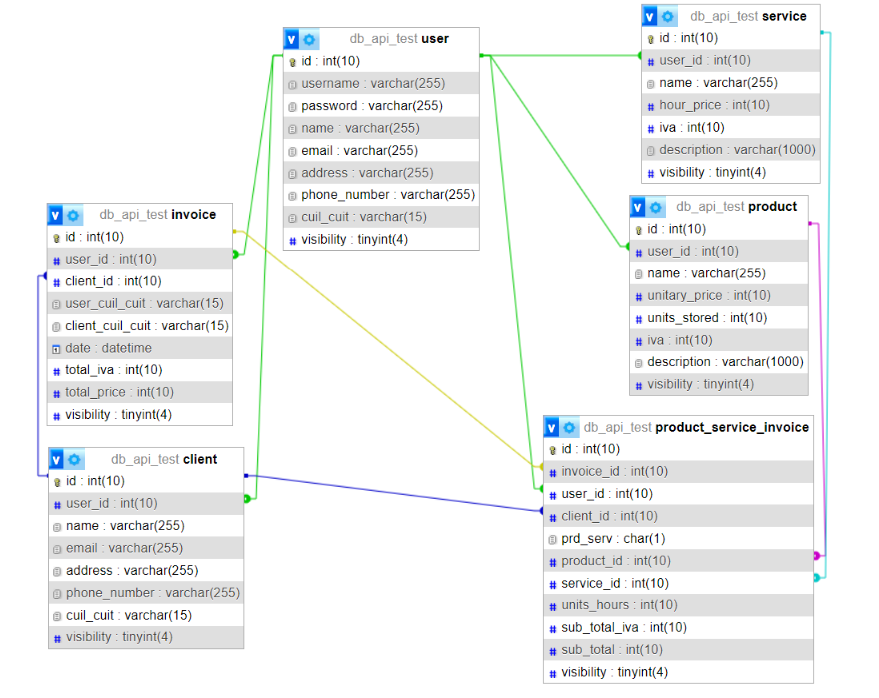 v db_api_test user
id : int(10)
username : varchar(255)
password : varchar(255)
name : varchar(255)
email : varchar(255)
address : varchar(255)
phone_number : varchar(255)
cuil_cuit : varchar(15)
visibility : tinyint(4)
v db_api_test service
id : int(10)
user_id : int(10)
name : varchar(255)
hour_price : int(10)
iva : int(10)
description : varchar(1000)
visibility : tinyint(4)
v db_api_test invoice
id : int(10)
user_id : int(10)
client_id : int(10)
user_cuil_cuit : varchar(15)
client_cuil_cuit : varchar(15)
date : datetime
total_iva : int(10)
total_price : int(10)
visibility : tinyint(4)
v db_api_test product
id : int(10)
user_id : int(10)
name : varchar(255)
unitary_price : int(10)
units_stored : int(10)
iva : int(10)
description : varchar(1000)
visibility : tinyint(4)
v db_api_test client
id : int(10)
user_id : int(10)
name : varchar(255)
email : varchar(255)
address : varchar(255)
phone_number : varchar(255)
cuil_cuit : varchar(15)
visibility : tinyint(4)
v db_api_test product_service_invoice
id : int(10)
invoice_id : int(10)
user_id : int(10)
client_id : int(10)
prd_serv : char(1)
product_id : int(10)
service_id : int(10)
units_hours : int(10)
sub_total_iva : int(10)
sub_total : int(10)
visibility : tinyint(4)